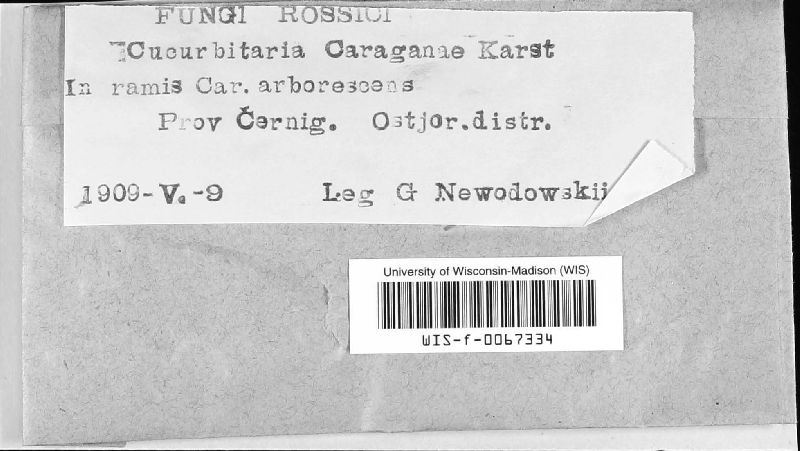 FUNGI ROSSICI
Cucurbitaria Caraganae Karst
In ramis Car. arborescens
Prov Černig. Ostjor.distr.
1909-V.-9 Leg G Newodowskij
University of Wisconsin-Madison (WIS)
WIS-f-0067334